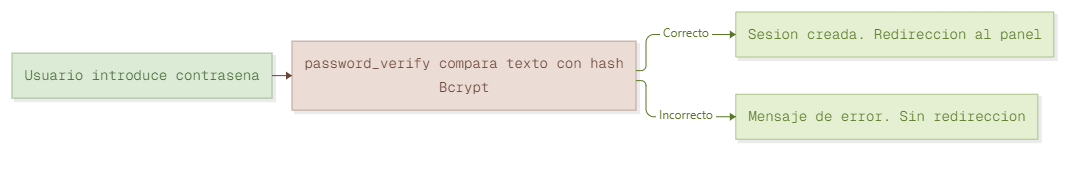 Usuario introduce contrasena
password_verify compara texto con hash
Bcrypt
Correcto
Sesion creada. Redireccion al panel
Incorrecto
Mensaje de error. Sin redireccion